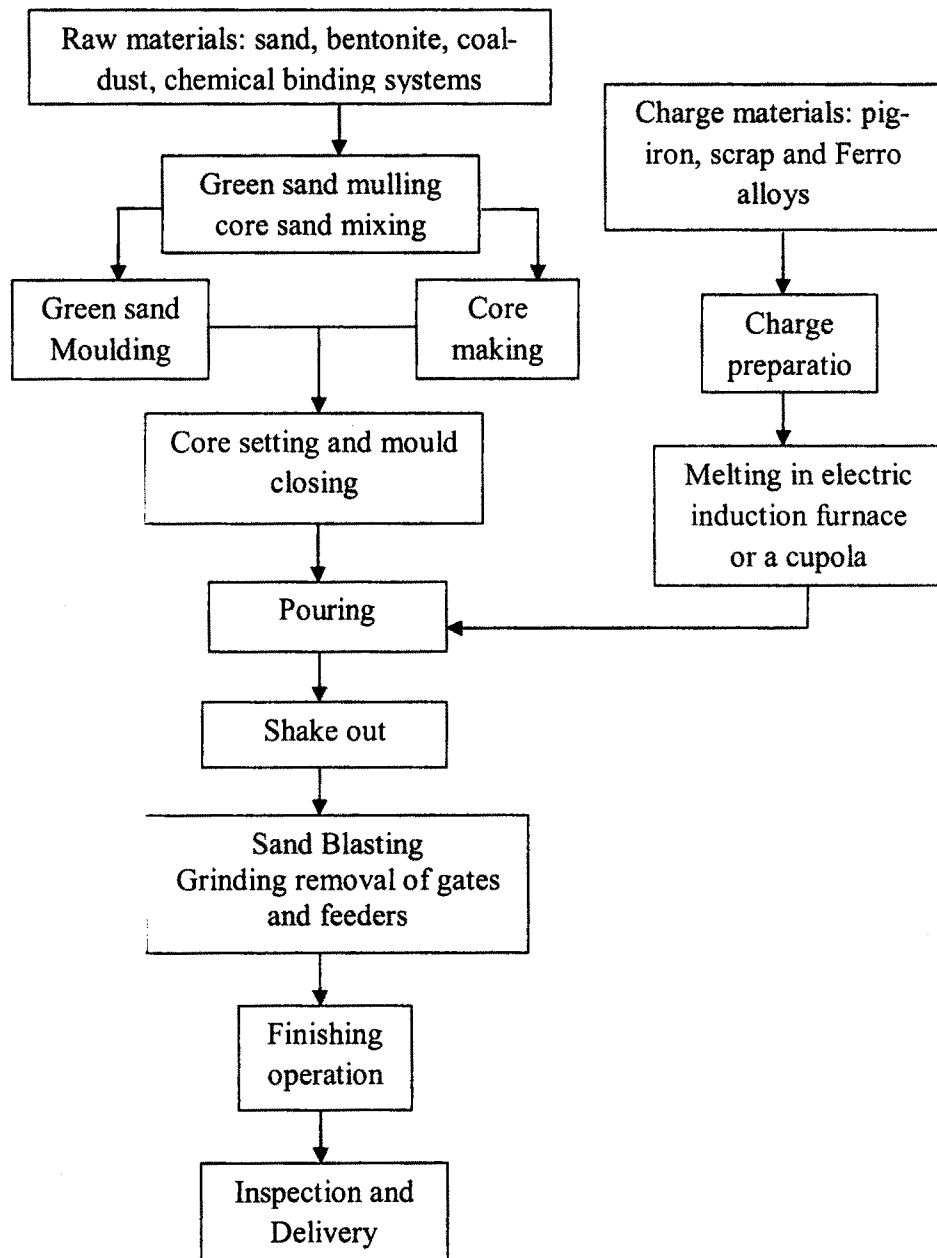 Raw materials: sand, bentonite, coal-
dust, chemical binding systems
Charge materials: pig-
iron, scrap and Ferro
alloys
Green sand mulling
core sand mixing
Green sand
Moulding
Core
making
Charge
preparatio
Core setting and mould
closing
Melting in electric
induction furnace
or a cupola
Pouring
Shake out
Sand Blasting
Grinding removal of gates
and feeders
Finishing
operation
Inspection and
Delivery